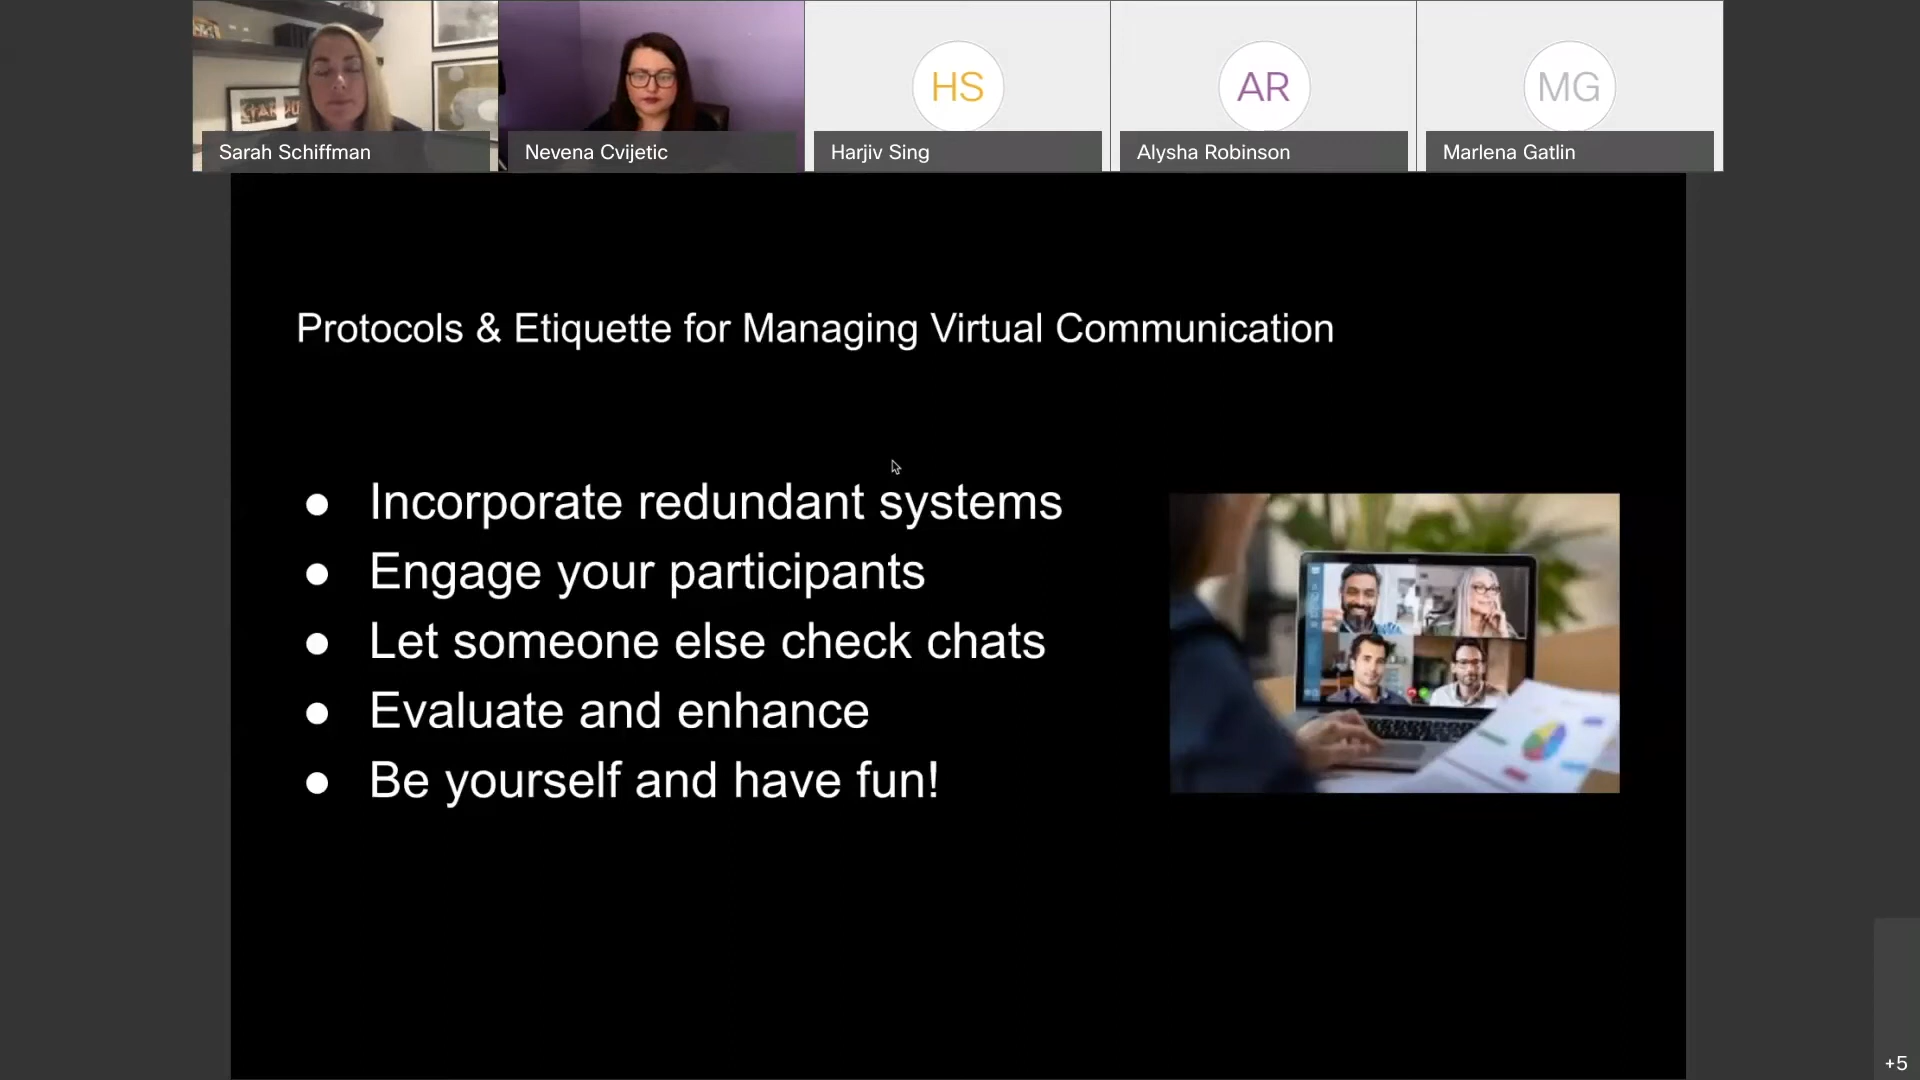 HS
AR
MG
Sarah Schiffman
Nevena Cvijetic
Harjiv Sing
Alysha Robinson
Marlena Gatlin
Protocols & Etiquette for Managing Virtual Communication
● Incorporate redundant systems
● Engage your participants
● Let someone else check chats
● Evaluate and enhance
● Be yourself and have fun!
+5